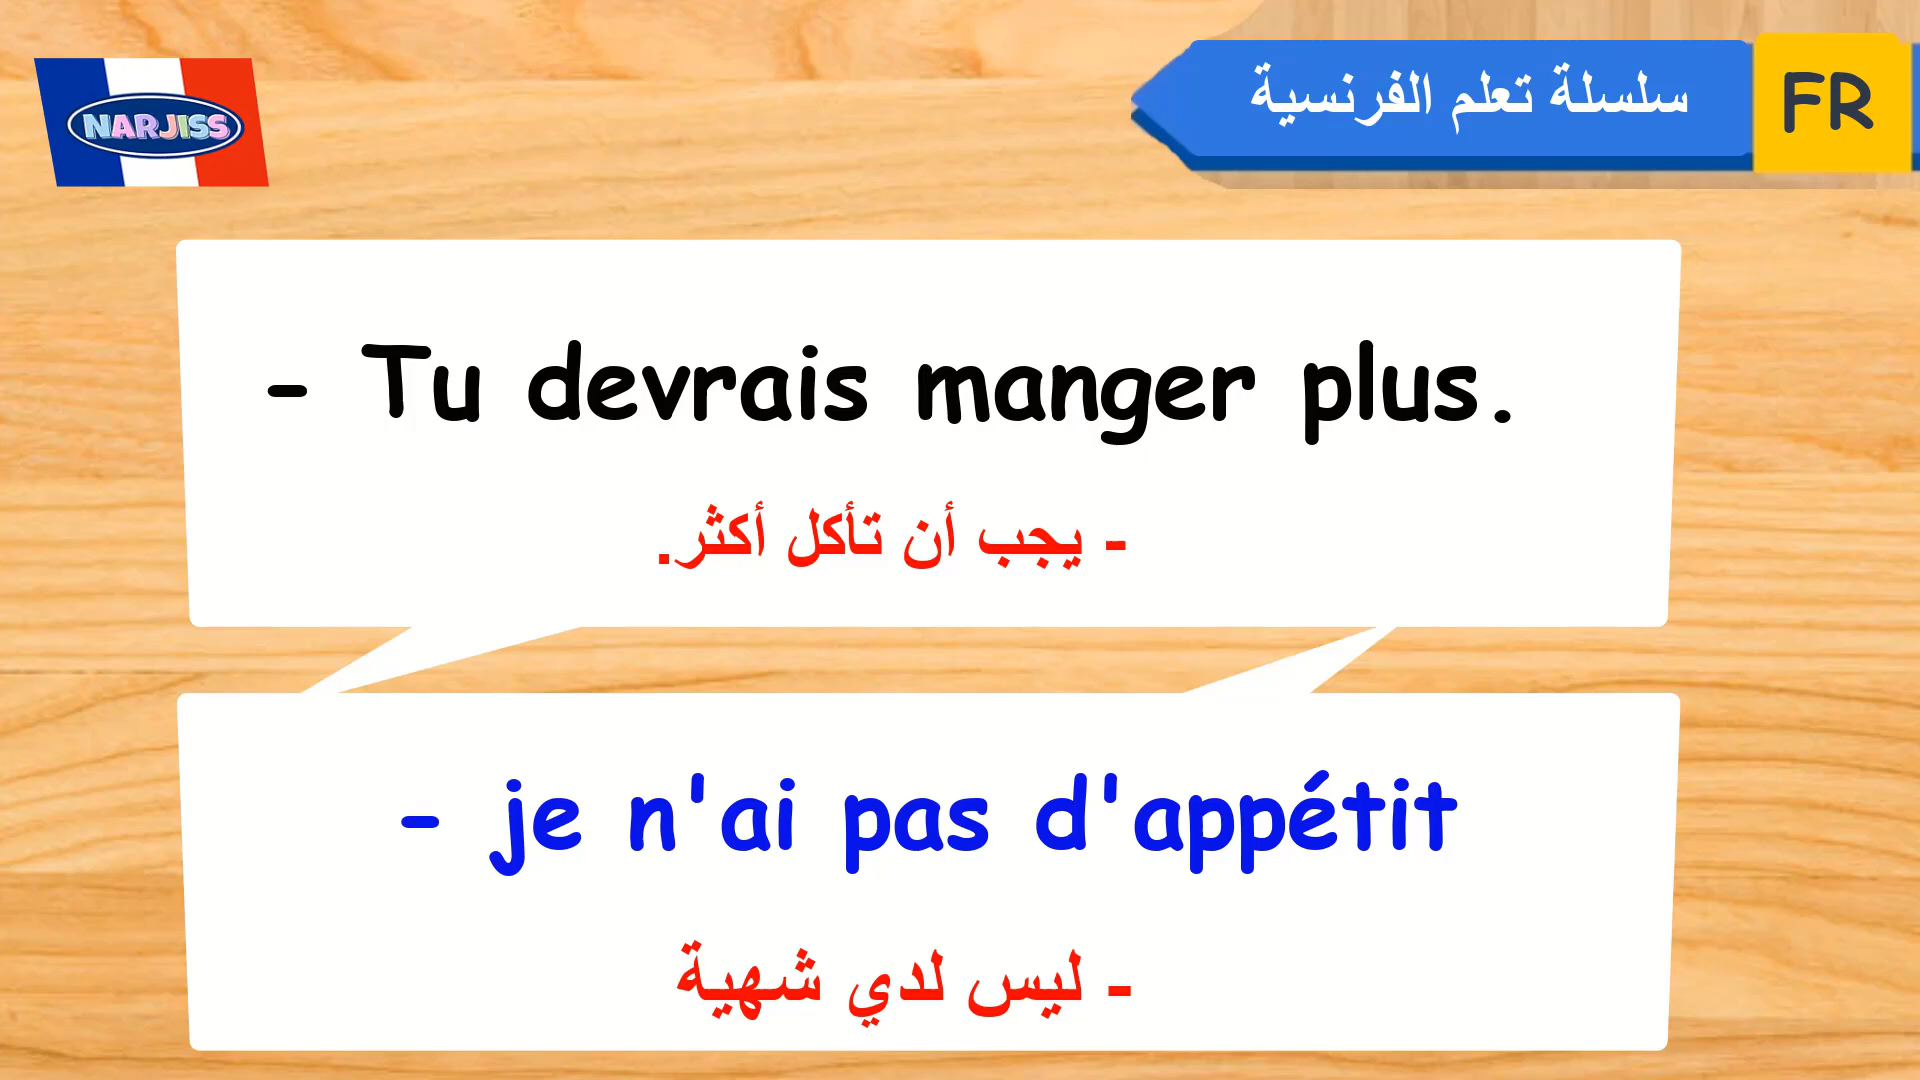 NARJISS
سلسلة تعلم الفرنسية
FR
- Tu devrais manger plus.
- يجب أن تأكل أكثر.
- je n'ai pas d'appétit
- ليس لدي شهية